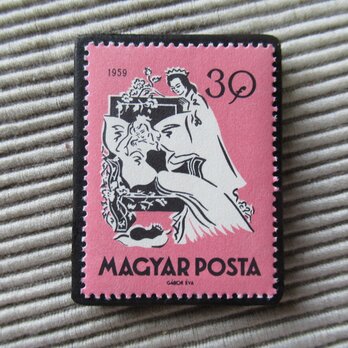 1959 30
MAGYAR POSTA
GÁBOR ÉVA